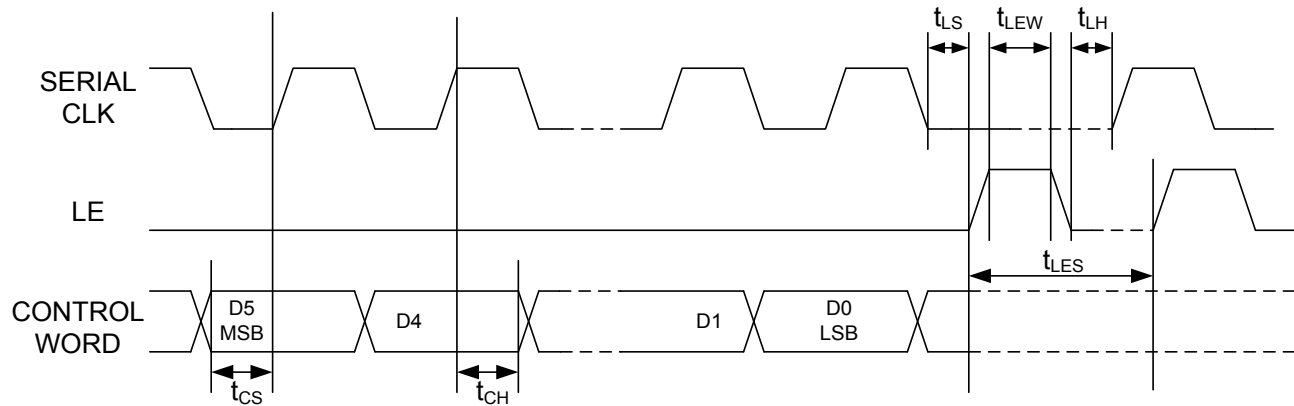 tLS
tLEW
tLH
SERIAL
CLK
LE
tLES
CONTROL
WORD
D5
MSB
D4
D1
D0
LSB
tCS
tCH